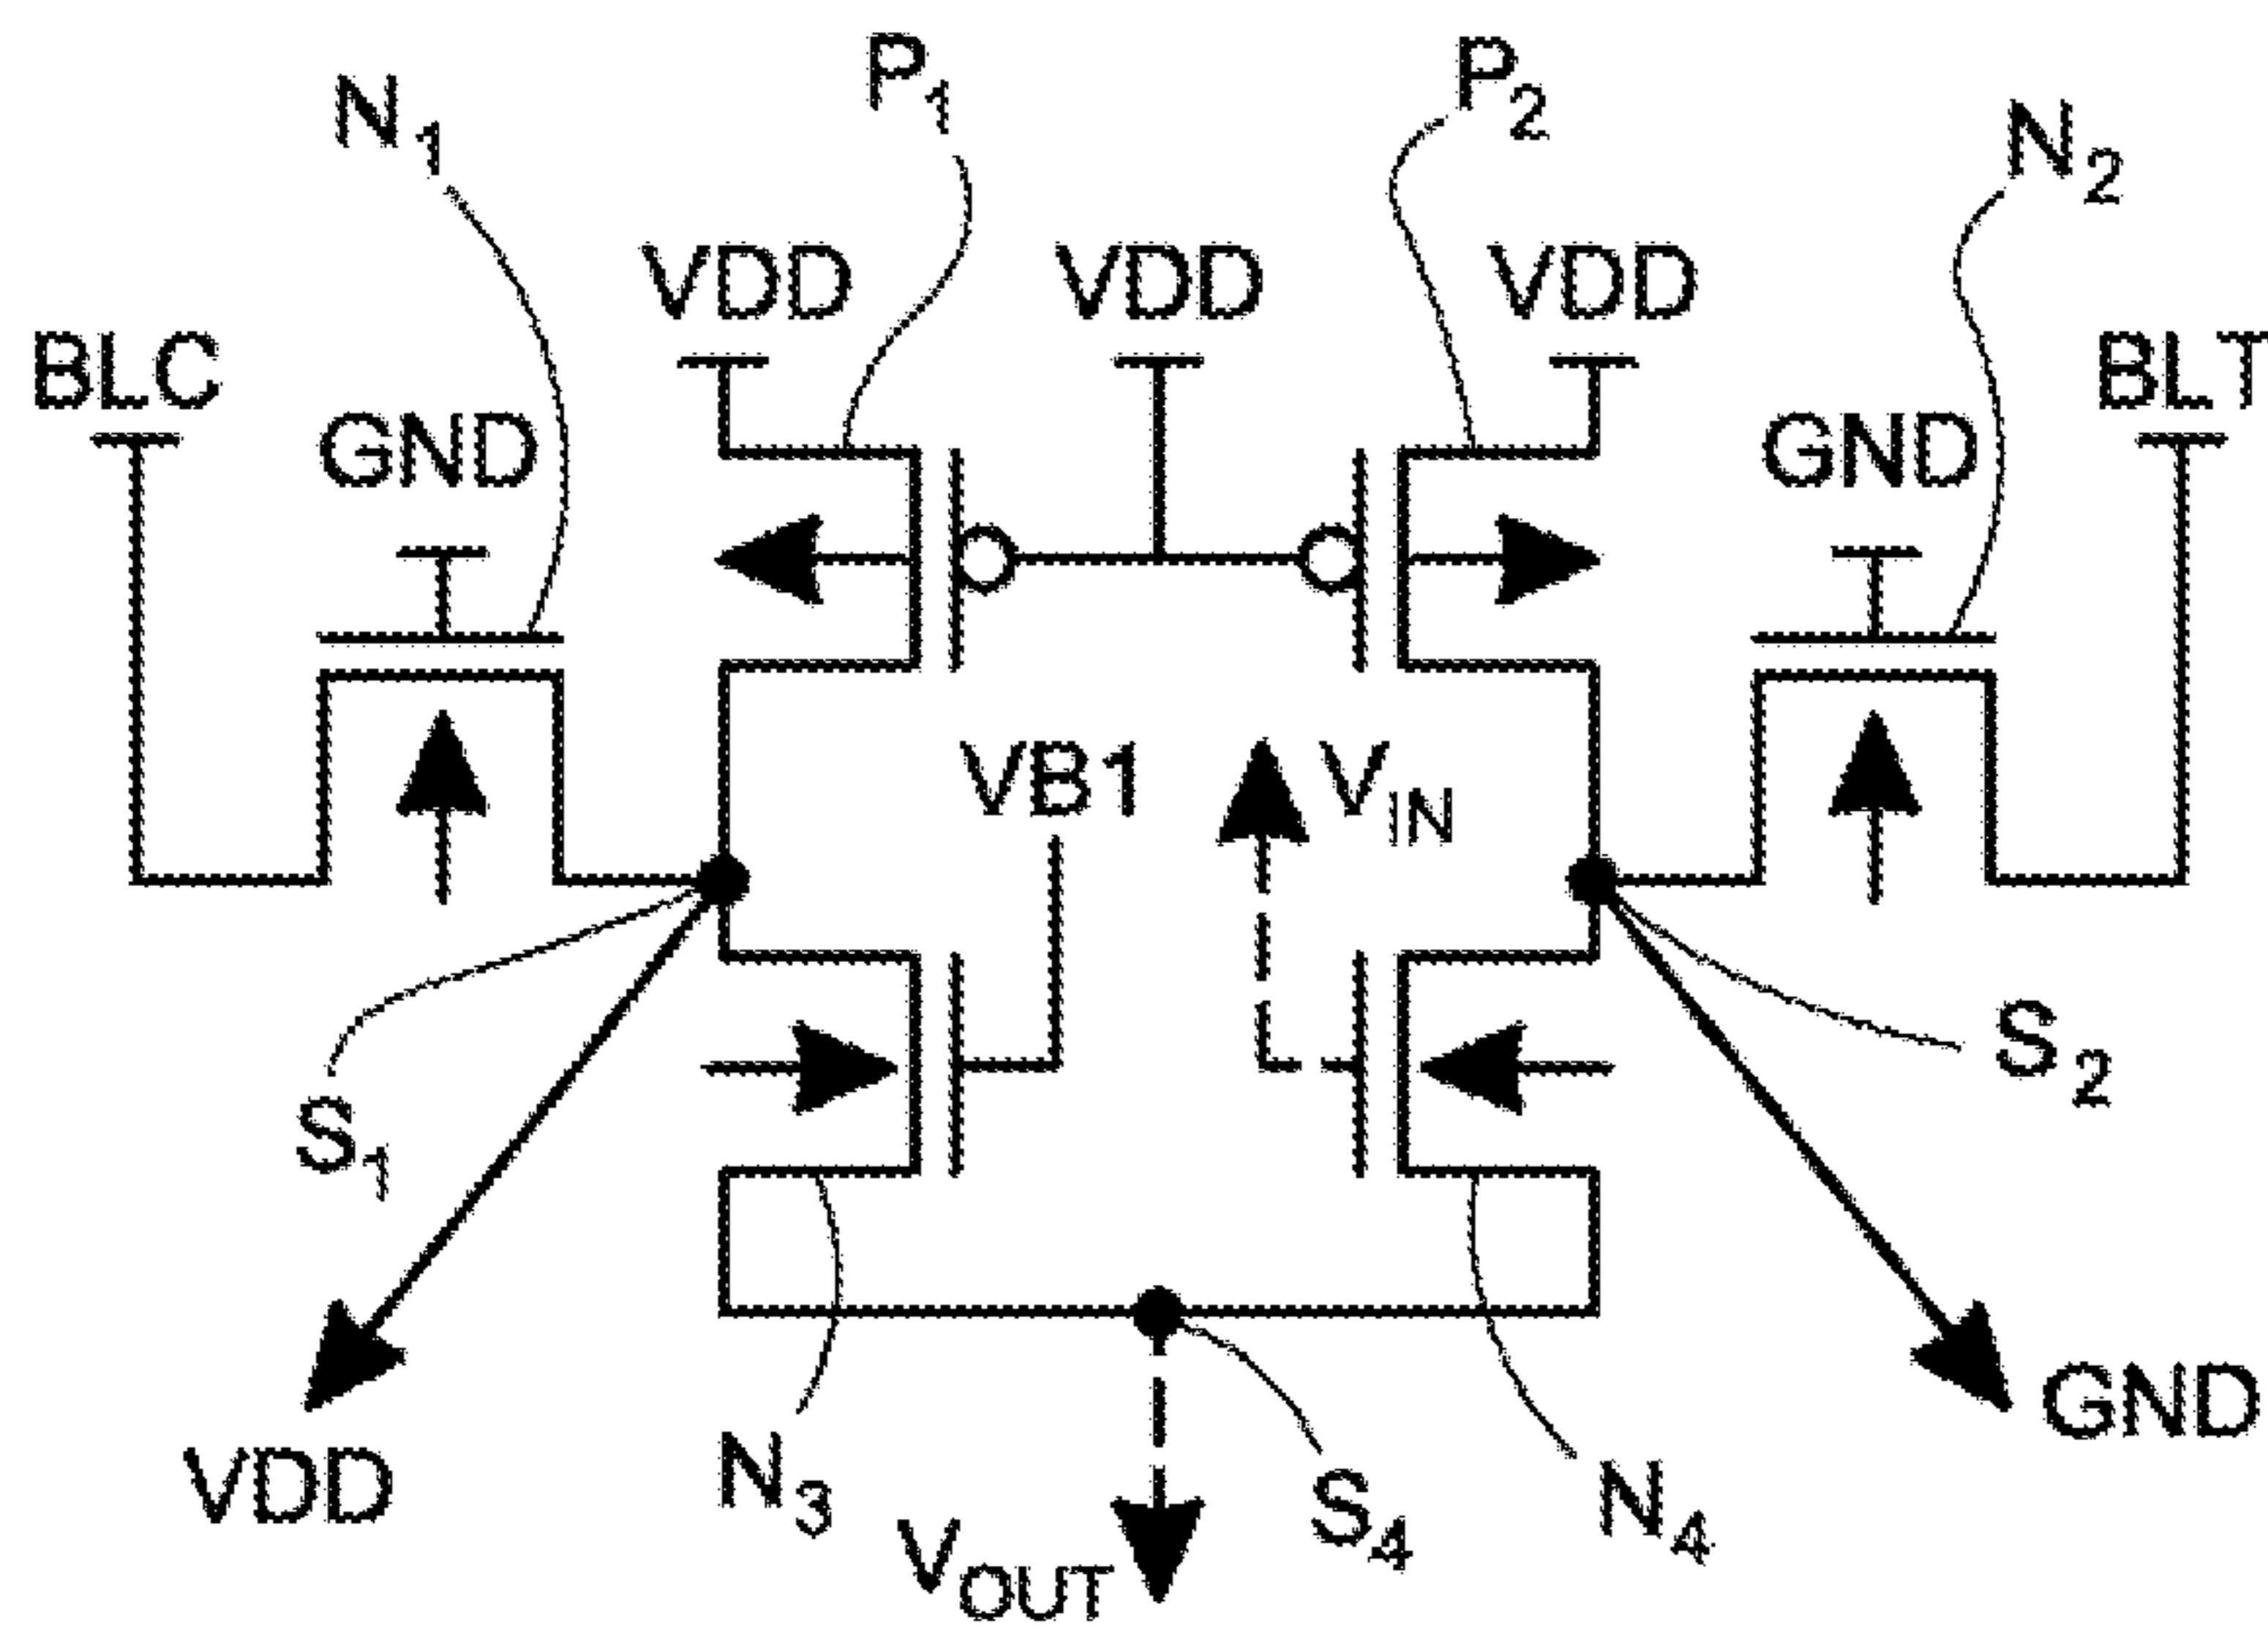 P1
P2
N1
N2
VDD
VDD
VDD
BLC
BLT
GND
GND
VB1
VIN
S1
S2
GND
VDD
N3
S4
N4
VOUT